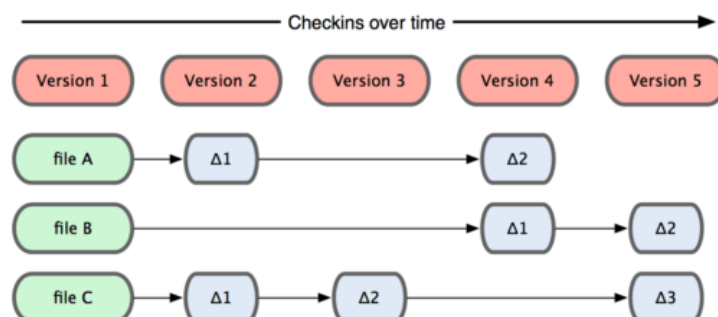 Checkins over time
Version 1 Version 2 Version 3 Version 4 Version 5
file A Δ1 Δ2
file B Δ1 Δ2
file C Δ1 Δ2 Δ3